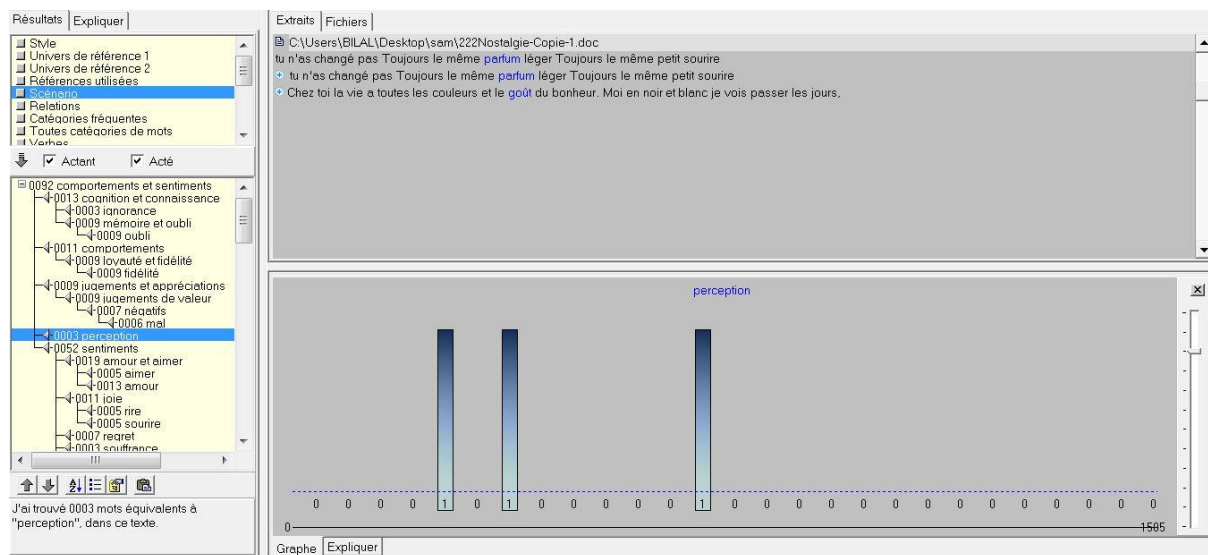 Résultats Expliquer
Style
Univers de référence 1
Univers de référence 2
Références utilisées
Scénario
Relations
Catégories fréquentes
Toutes catégories de mots
Verbes
Actant Acté
0092 comportements et sentiments
0013 cognition et connaissance
0003 ignorance
0009 mémoire et oubli
0009 oubli
0011 comportements
0009 loyauté et fidélité
0009 fidélité
0009 jugements et appréciations
0009 jugements de valeur
0007 négatifs
0006 mal
0003 perception
0052 sentiments
0019 amour et aimer
0005 aimer
0013 amour
0011 joie
0005 rire
0005 sourire
0007 regret
0003 souffrance
J'ai trouvé 0003 mots équivalents à
"perception", dans ce texte.
Extraits Fichiers
C:\Users\BILAL\Desktop\sam\222Nostalgie-Copie-1.doc
tu n'as changé pas Toujours le même parfum léger Toujours le même petit sourire
tu n'as changé pas Toujours le même parfum léger Toujours le même petit sourire
Chez toi la vie a toutes les couleurs et le goût du bonheur. Moi en noir et blanc je vois passer les jours,
perception
0 0 0 0 1 0 1 0 0 0 0 0 1 0 0 0 0 0 0 0 0 0 0 0 0 0 0
0 1505
Graphe Expliquer